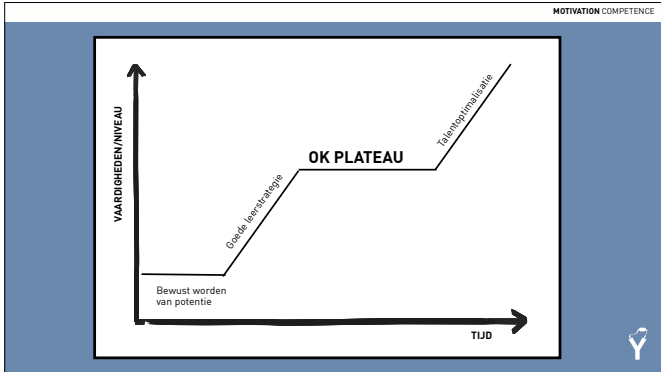 MOTIVATION COMPETENCE
VAARDIGHEDEN/NIVEAU
Bewust worden
van potentie
Goede leerstrategie
OK PLATEAU
Talentoptimalisatie
TIJD